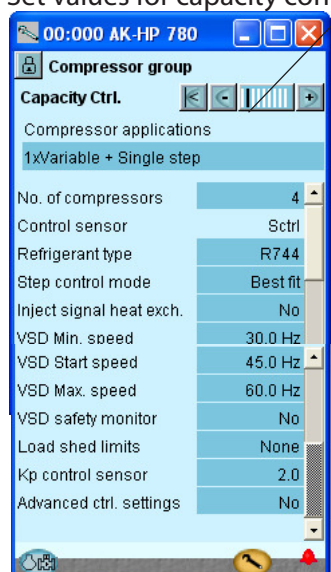 Set values for capacity con
00:000 AK-HP 780
Compressor group
Capacity Ctrl.
Compressor applications
1xVariable + Single step
No. of compressors 4
Control sensor Sctrl
Refrigerant type R744
Step control mode Best fit
Inject signal heat exch. No
VSD Min. speed 30.0 Hz
VSD Start speed 45.0 Hz
VSD Max. speed 60.0 Hz
VSD safety monitor No
Load shed limits None
Kp control sensor 2.0
Advanced ctrl. settings No